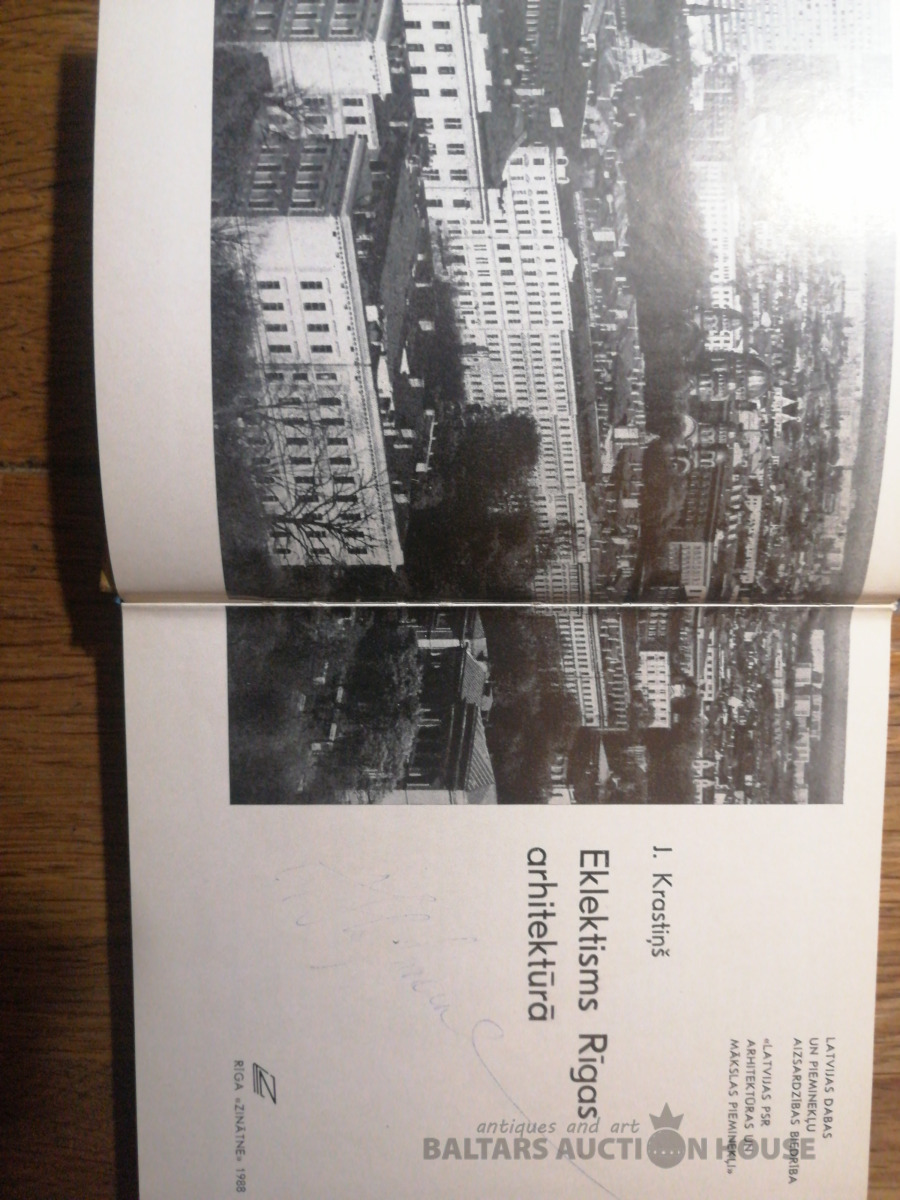 LATVIJAS DABAS
UN PIEMINEKĻU
AIZSARDZĪBAS BIEDRĪBA
«LATVIJAS PSR
ARHITEKTŪRAS UN
MĀKSLAS PIEMINEKĻI»
J. Krastiņš
Eklektisms Rīgas
arhitektūrā
RĪGA «ZINĀTNE» 1988
antiques and art
BALTARS AUCTION HOUSE